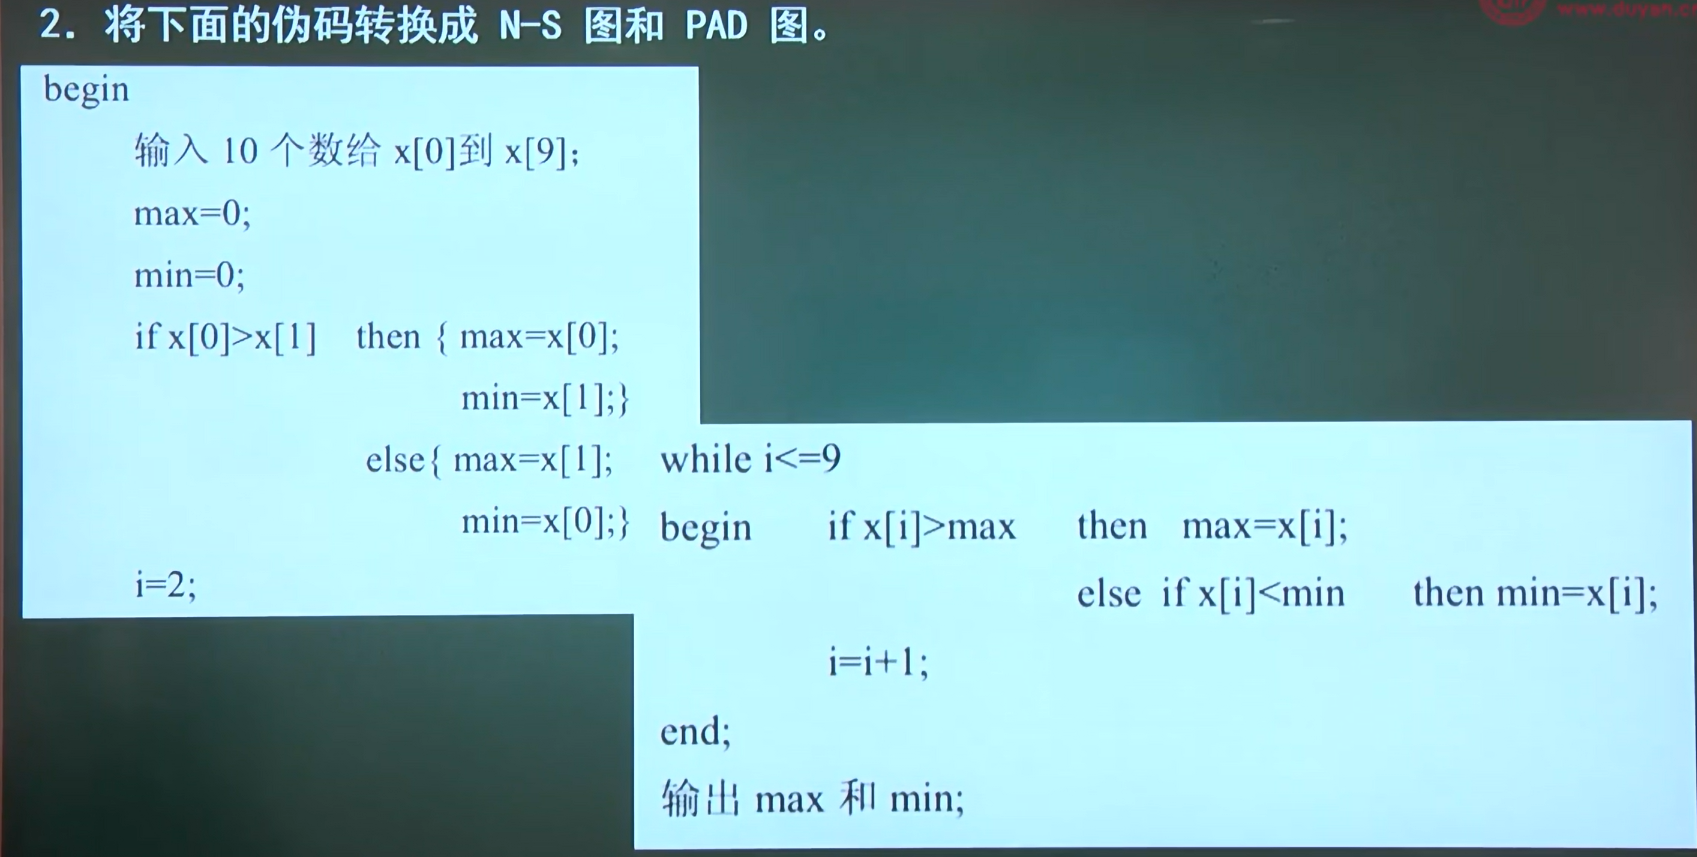 2. 将下面的伪码转换成 N-S 图和 PAD 图。
begin
输入 10 个数给 x[0]到 x[9];
max=0;
min=0;
if x[0]>x[1] then { max=x[0];
min=x[1];}
else{ max=x[1];
min=x[0];}
i=2;
while i<=9
begin if x[i]>max then max=x[i];
else if x[i]<min then min=x[i];
i=i+1;
end;
输出 max 和 min;